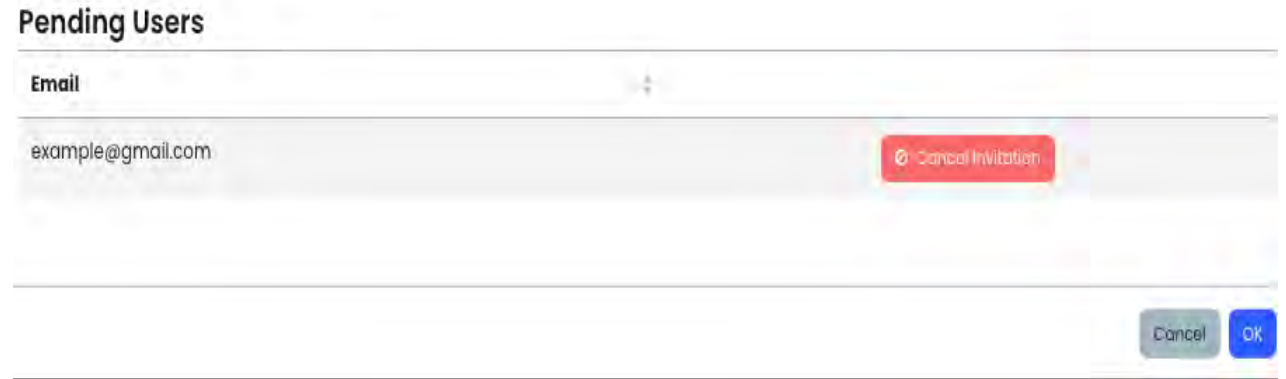 Pending Users
Email
example@gmail.com
Cancel Invitation
Cancel OK